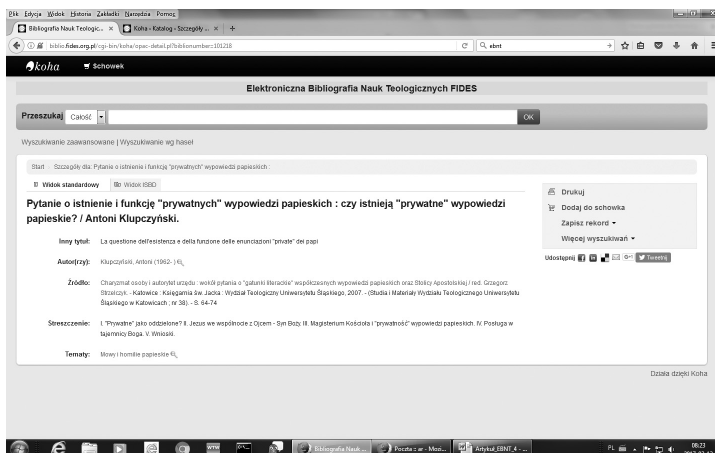 Plik Edycja Widok Historia Zakładki Narzędzia Pomoc
Bibliografia Nauk Teologic... × Koha - Katalog - Szczegóły ... × +
biblio.fides.org.pl/cgi-bin/koha/opac-detail.pl?biblionumber=101218 ebnt
koha Schowek
Elektroniczna Bibliografia Nauk Teologicznych FIDES
Przeszukaj Całość OK
Wyszukiwanie zaawansowane | Wyszukiwanie wg haseł
Start Szczegóły dla: Pytanie o istnienie i funkcję "prywatnych" wypowiedzi papieskich :
Widok standardowy Widok ISBD
Pytanie o istnienie i funkcję "prywatnych" wypowiedzi papieskich : czy istnieją "prywatne" wypowiedzi
papieskie? / Antoni Klupczyński.
Inny tytuł: La questione dell'esistenza e della funzione delle enunciazioni "private" dei papi
Autor(rzy): Klupczyński, Antoni (1962- )
Źródło: Charyzmat osoby i autorytet urzędu : wokół pytania o "gatunki literackie" współczesnych wypowiedzi papieskich oraz Stolicy Apostolskiej / red. Grzegorz
Strzelczyk. - Katowice : Księgarnia św. Jacka : Wydział Teologiczny Uniwersytetu Śląskiego, 2007. - (Studia i Materiały Wydziału Teologicznego Uniwersytetu
Śląskiego w Katowicach ; nr 38). - S. 64-74
Streszczenie: I. "Prywatne" jako oddzielone? II. Jezus we wspólnocie z Ojcem - Syn Boży. III. Magisterium Kościoła i "prywatność" wypowiedzi papieskich. IV. Posługa w
tajemnicy Boga. V. Wnioski.
Tematy: Mowy i homilie papieskie
Drukuj
Dodaj do schowka
Zapisz rekord
Więcej wyszukiwań
Udostępnij Tweetnij
Działa dzięki Koha
Bibliografia Nauk ... Poczta :: ar - Mozi... Artykuł_EBNT_4 - ... PL 08:23